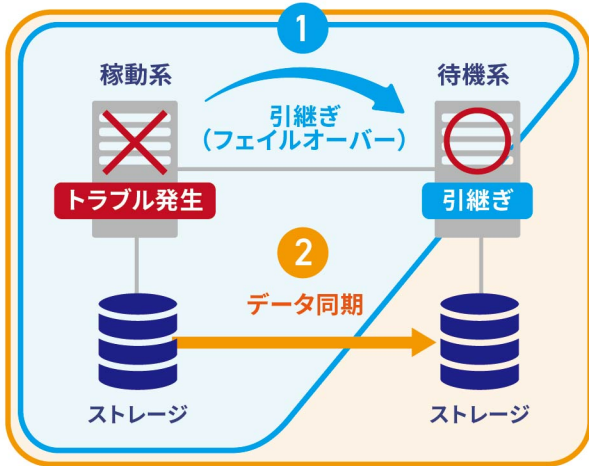 1
稼動系
待機系
引継ぎ
(フェイルオーバー)
トラブル発生
引継ぎ
2
データ同期
ストレージ
ストレージ